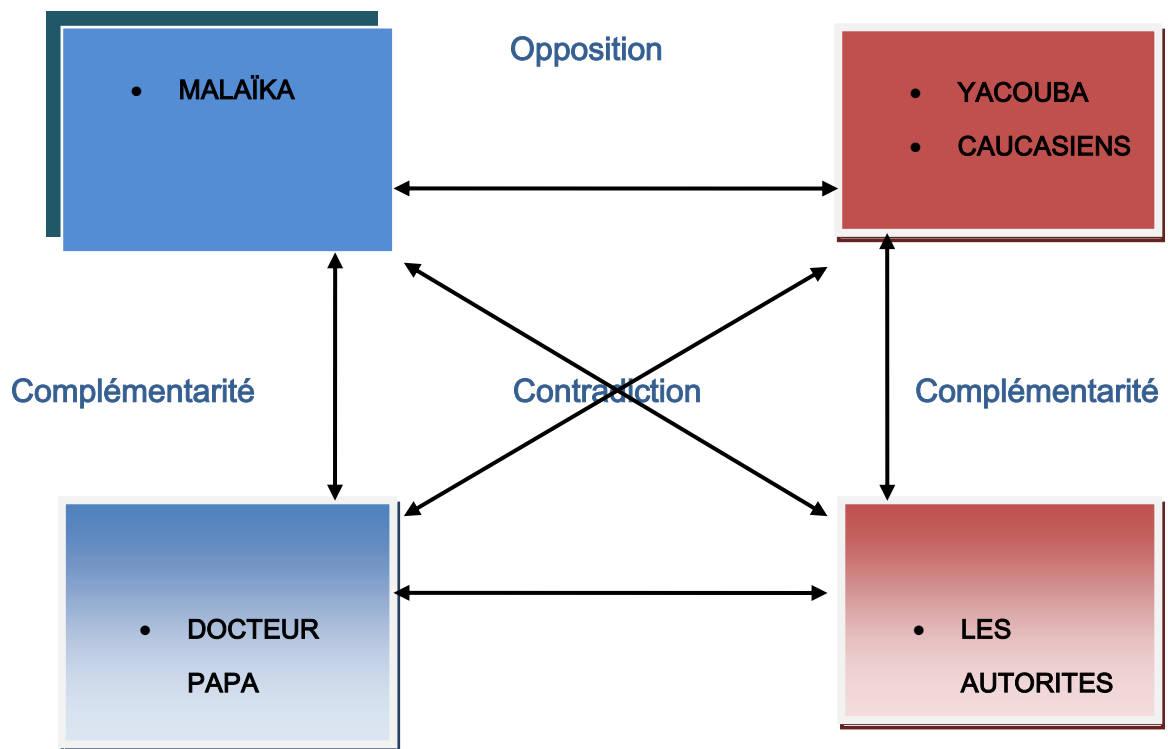 Opposition
• MALAÏKA
• YACOUBA
• CAUCASIENS
Complémentarité
Contradiction
Complémentarité
• DOCTEUR
PAPA
• LES
AUTORITES